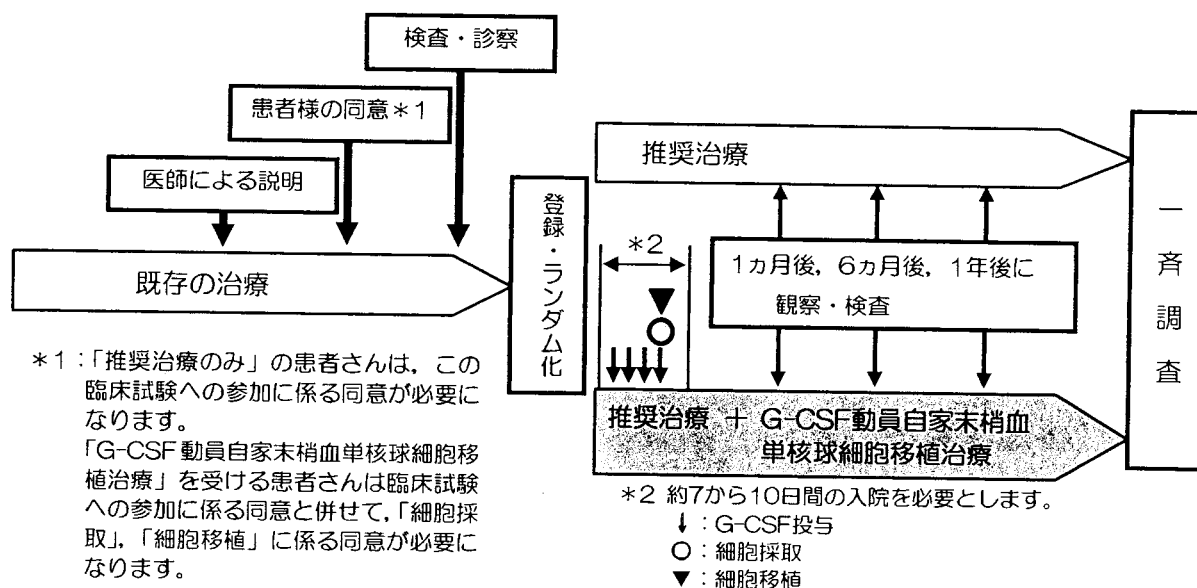 検査・診察
患者様の同意＊1
医師による説明
既存の治療
登録・ランダム化
推奨治療
＊2
1ヵ月後，6ヵ月後，1年後に
観察・検査
推奨治療 ＋ G-CSF動員自家末梢血
単核球細胞移植治療
一斉調査
＊1：「推奨治療のみ」の患者さんは，この
臨床試験への参加に係る同意が必要に
なります。
「G-CSF動員自家末梢血単核球細胞移
植治療」を受ける患者さんは臨床試験
への参加に係る同意と併せて，「細胞採
取」，「細胞移植」に係る同意が必要に
なります。
＊2 約7から10日間の入院を必要とします。
↓：G-CSF投与
○：細胞採取
▼：細胞移植